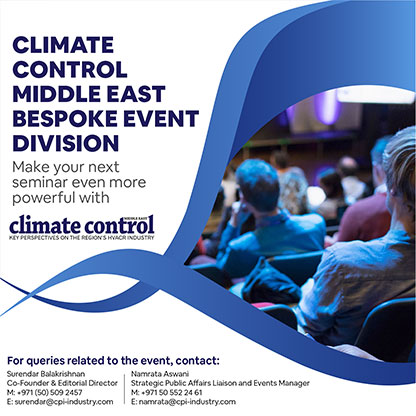 CLIMATE
CONTROL
MIDDLE EAST
BESPOKE EVENT
DIVISION
Make your next
seminar even more
powerful with
MIDDLE EAST
climate control
KEY PERSPECTIVES ON THE REGION'S HVACR INDUSTRY
For queries related to the event, contact:
Surendar Balakrishnan
Co-Founder & Editorial Director
M: +971 (50) 509 2457
E: surendar@cpi-industry.com
Namrata Aswani
Strategic Public Affairs Liaison and Events Manager
M: +971 50 552 24 61
E: namrata@cpi-industry.com